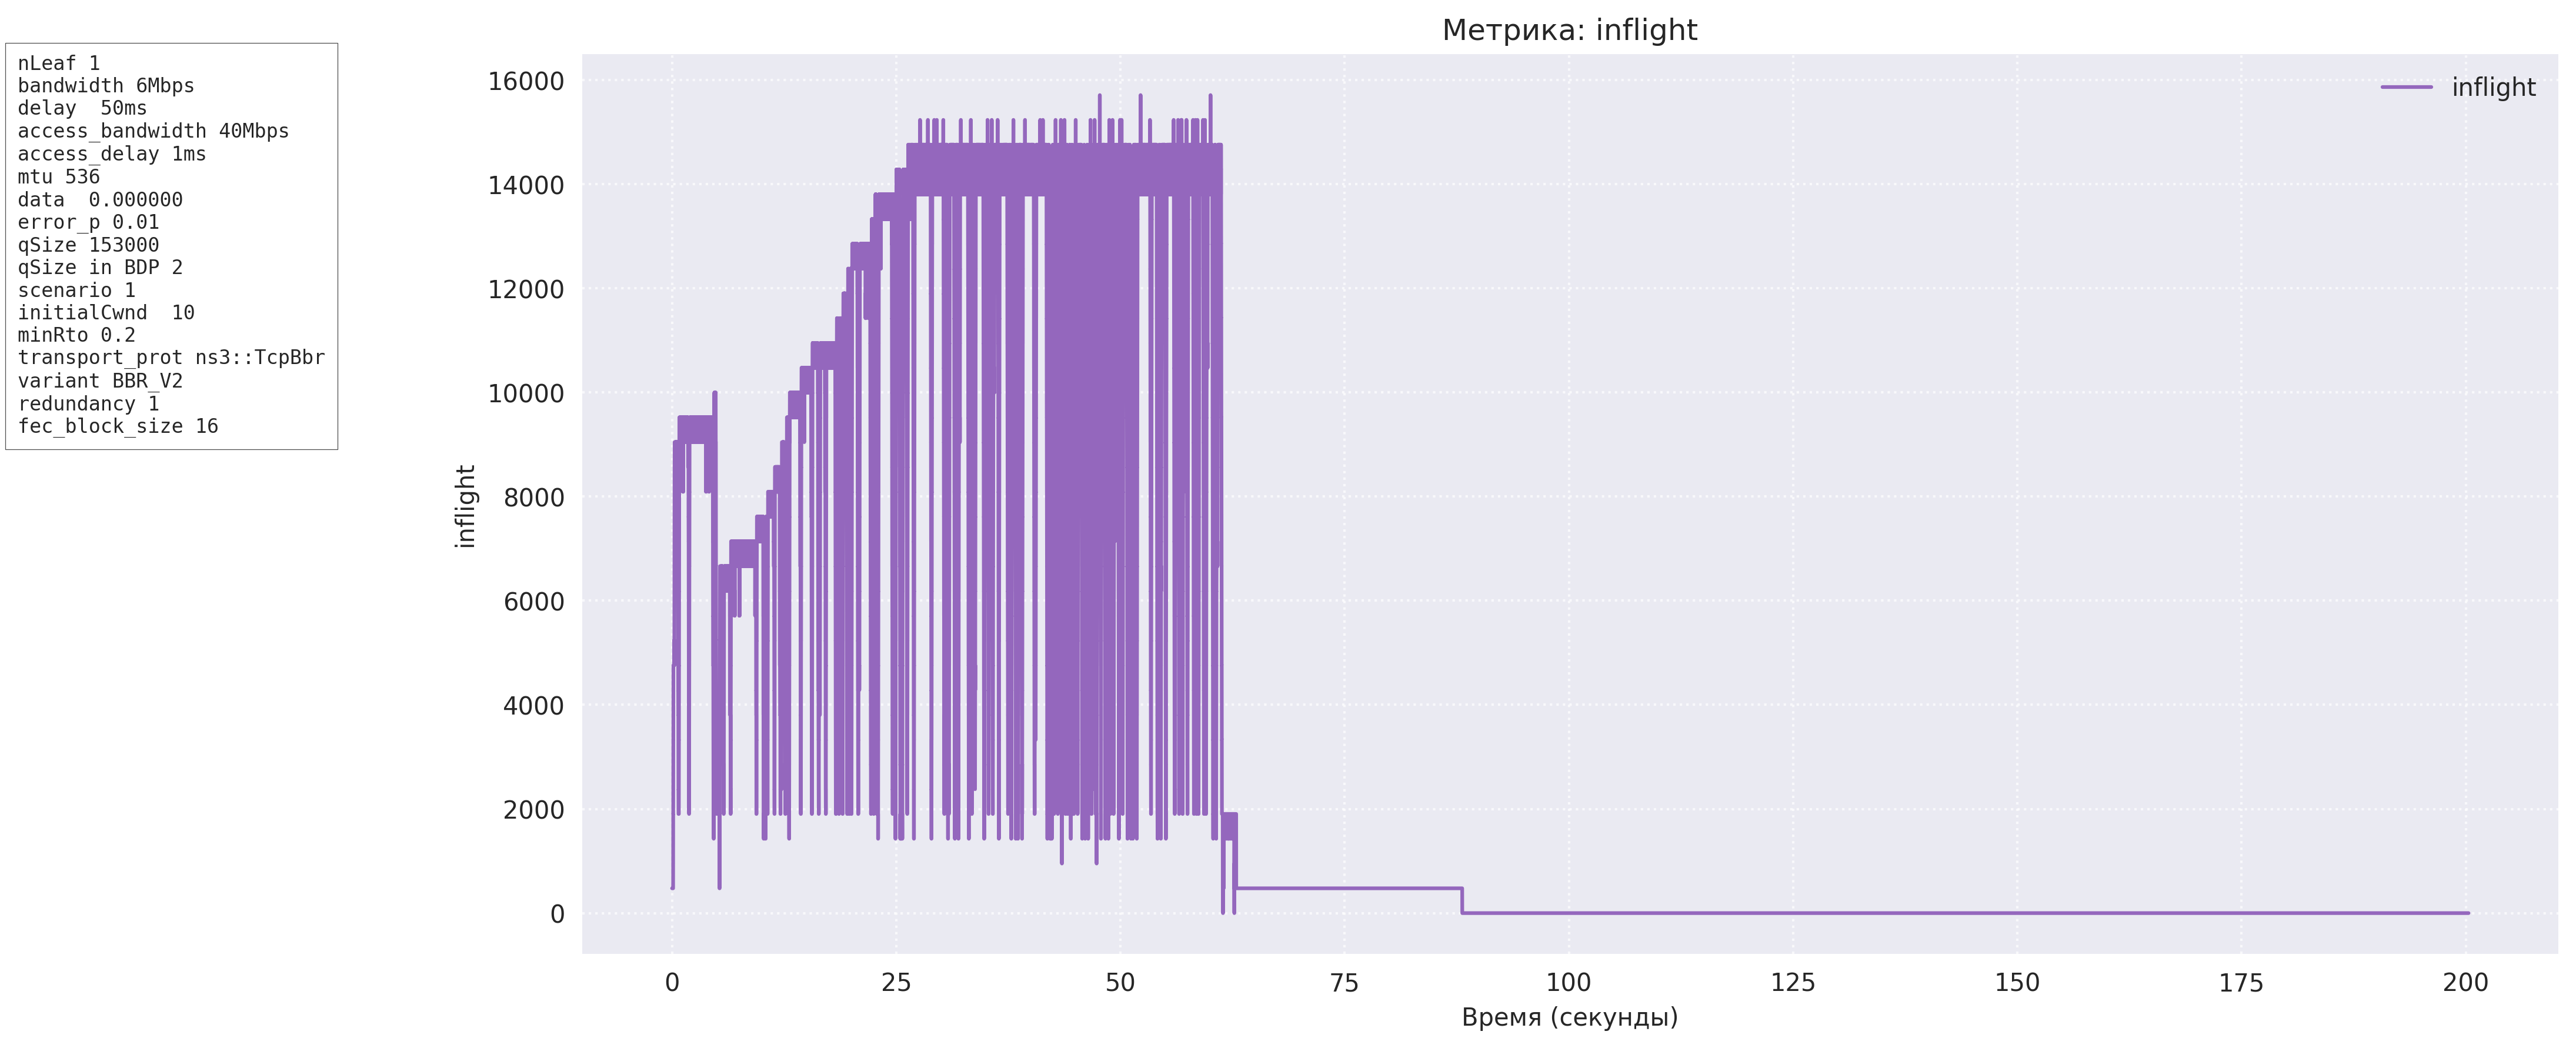 Метрика: inflight
nLeaf 1
bandwidth 6Mbps
delay  50ms
access_bandwidth 40Mbps
access_delay 1ms
mtu 536
data  0.000000
error_p 0.01
qSize 153000
qSize in BDP 2
scenario 1
initialCwnd  10
minRto 0.2
transport_prot ns3::TcpBbr
variant BBR_V2
redundancy 1
fec_block_size 16
inflight
inflight
16000
14000
12000
10000
8000
6000
4000
2000
0
0 25 50 75 100 125 150 175 200
Время (секунды)